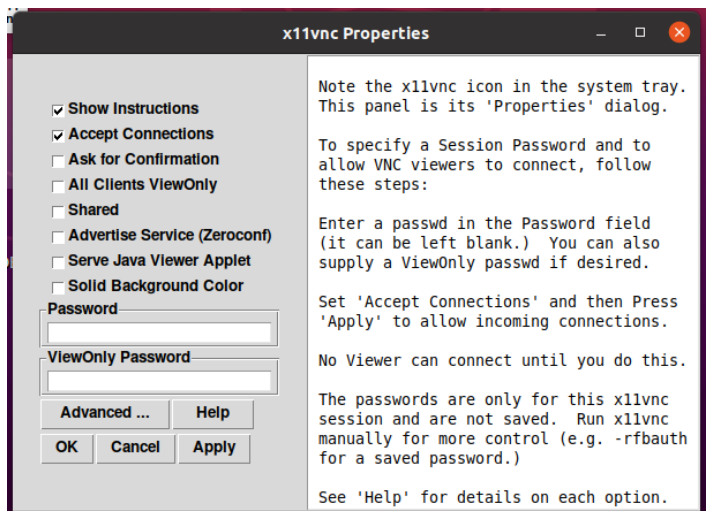 x11vnc Properties
Show Instructions
Accept Connections
Ask for Confirmation
All Clients ViewOnly
Shared
Advertise Service (Zeroconf)
Serve Java Viewer Applet
Solid Background Color
Password
ViewOnly Password
Advanced ...
Help
OK
Cancel
Apply
Note the x11vnc icon in the system tray.
This panel is its 'Properties' dialog.
To specify a Session Password and to
allow VNC viewers to connect, follow
these steps:
Enter a passwd in the Password field
(it can be left blank.)  You can also
supply a ViewOnly passwd if desired.
Set 'Accept Connections' and then Press
'Apply' to allow incoming connections.
No Viewer can connect until you do this.
The passwords are only for this x11vnc
session and are not saved.  Run x11vnc
manually for more control (e.g. -rfbauth
for a saved password.)
See 'Help' for details on each option.